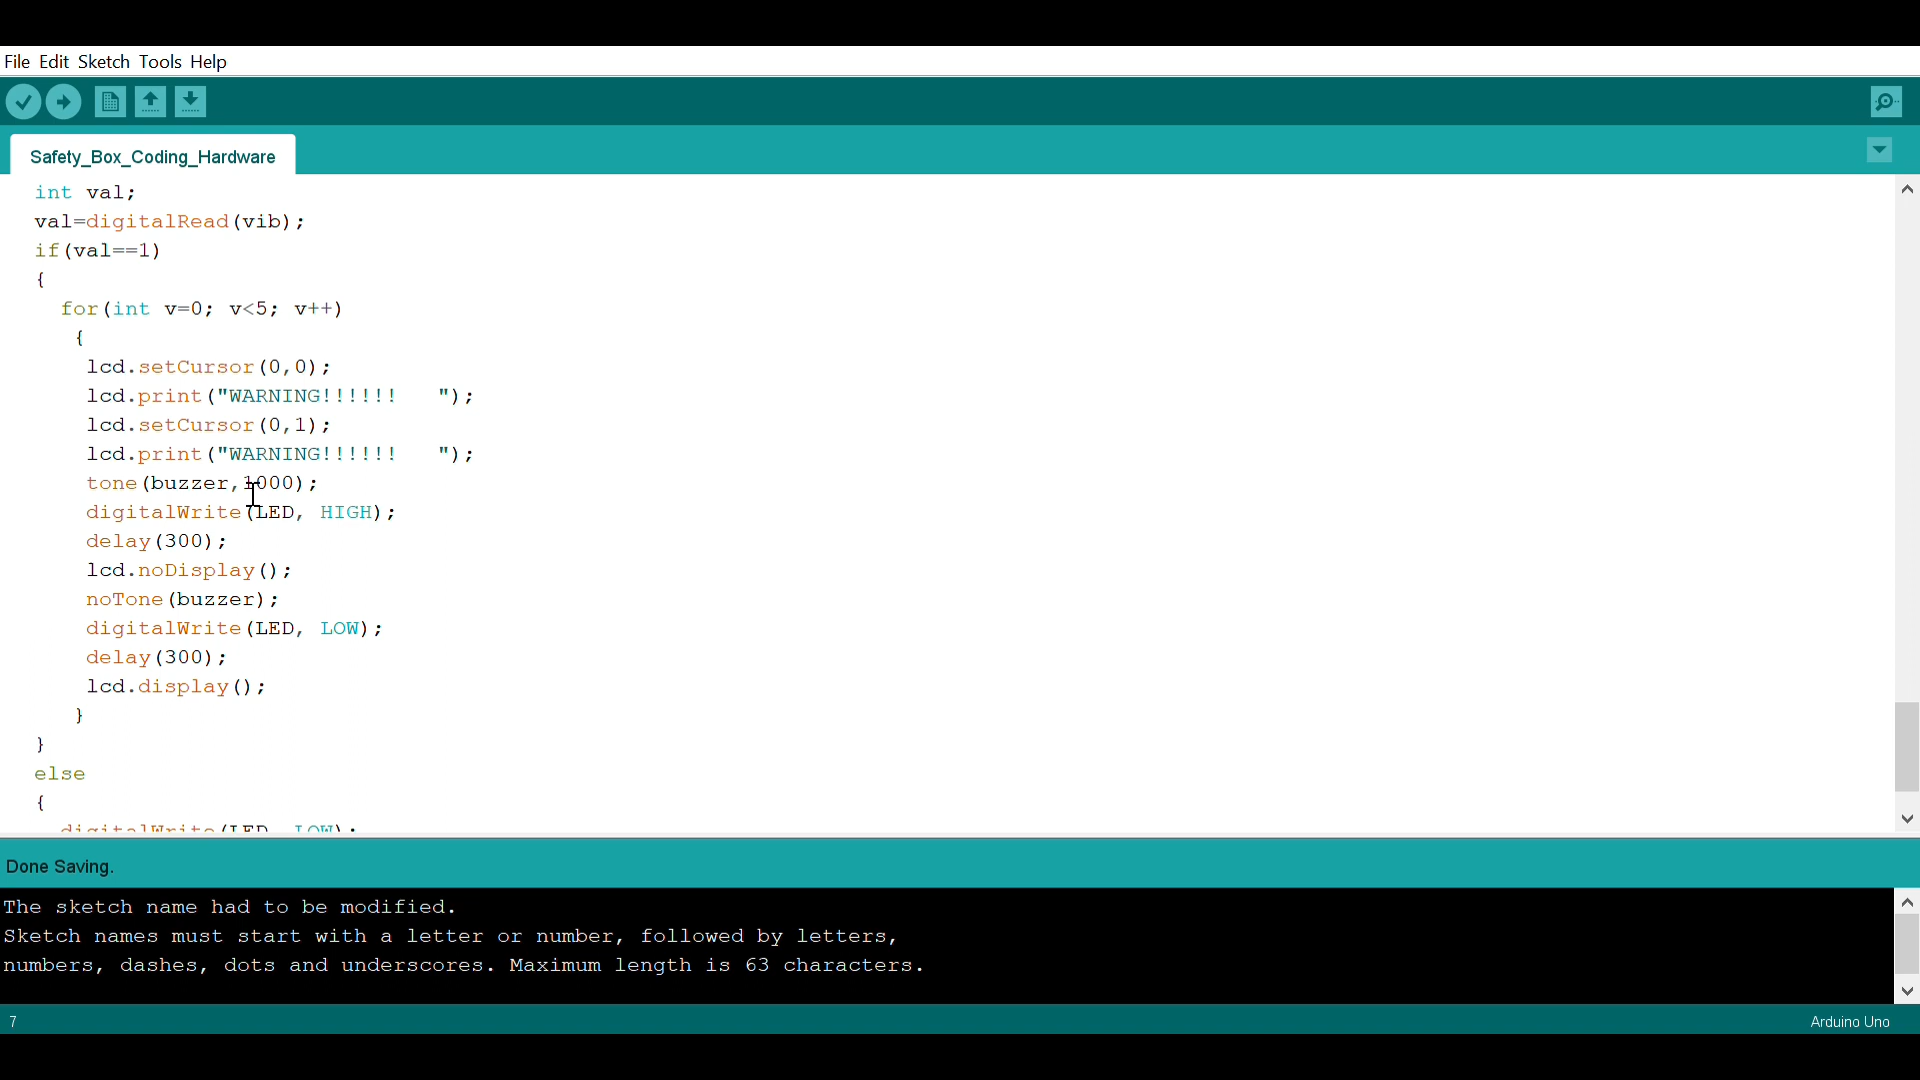 File Edit Sketch Tools Help
Safety_Box_Coding_Hardware
int val;
val=digitalRead(vib);
if(val==1)
{
for(int v=0; v<5; v++)
{
lcd.setCursor(0,0);
lcd.print("WARNING!!!!!!   ");
lcd.setCursor(0,1);
lcd.print("WARNING!!!!!!   ");
tone(buzzer,1000);
digitalWrite(LED, HIGH);
delay(300);
lcd.noDisplay();
noTone(buzzer);
digitalWrite(LED, LOW);
delay(300);
lcd.display();
}
}
else
{
digitalWrite(LED, LOW);
Done Saving.
The sketch name had to be modified.
Sketch names must start with a letter or number, followed by letters,
numbers, dashes, dots and underscores. Maximum length is 63 characters.
7
Arduino Uno